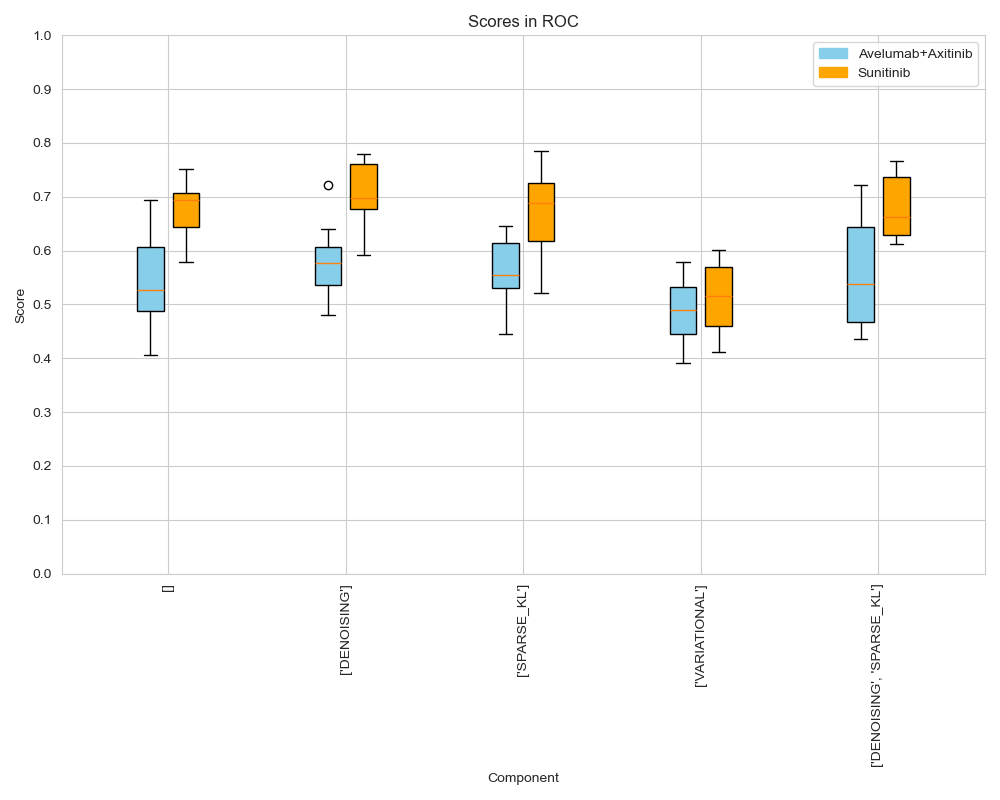 Scores in ROC
1.0
0.9
0.8
0.7
0.6
0.5
0.4
0.3
0.2
0.1
0.0
Score
Avelumab+Axitinib
Sunitinib
[]
['DENOISING']
['SPARSE_KL']
['VARIATIONAL']
['DENOISING', 'SPARSE_KL']
Component